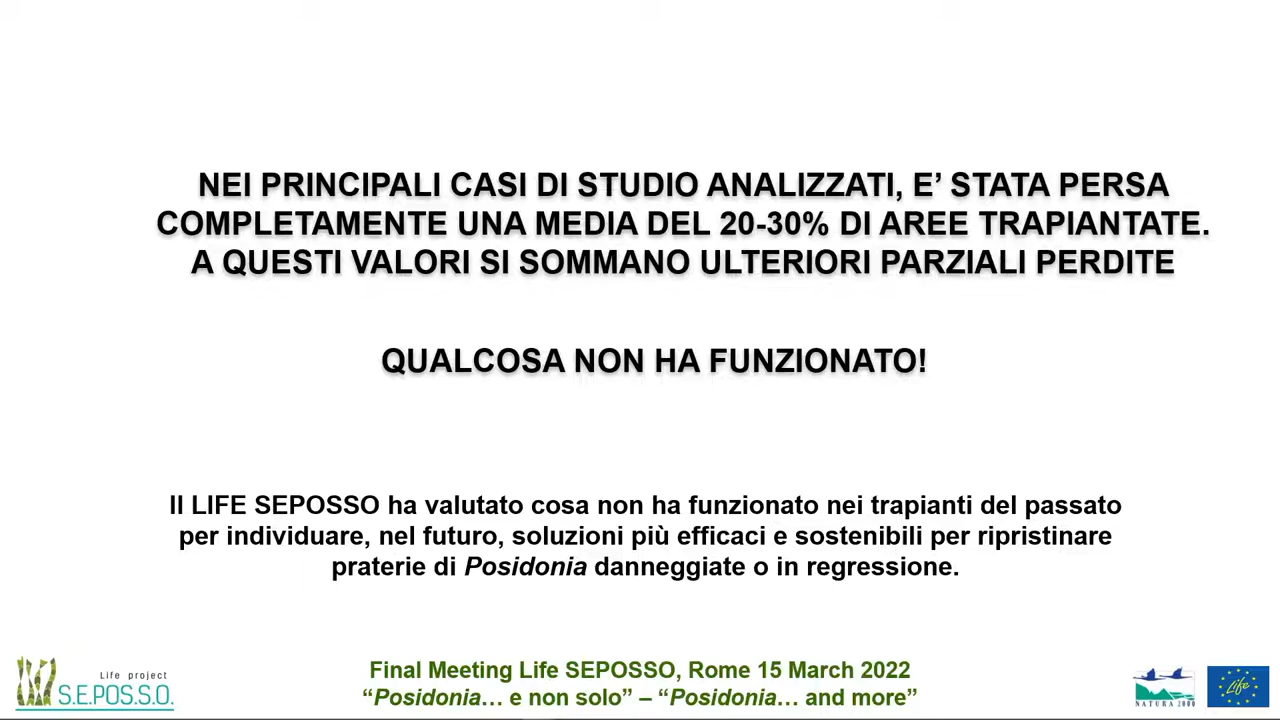 NEI PRINCIPALI CASI DI STUDIO ANALIZZATI, E’ STATA PERSA
COMPLETAMENTE UNA MEDIA DEL 20-30% DI AREE TRAPIANTATE.
A QUESTI VALORI SI SOMMANO ULTERIORI PARZIALI PERDITE
QUALCOSA NON HA FUNZIONATO!
Il LIFE SEPOSSO ha valutato cosa non ha funzionato nei trapianti del passato
per individuare, nel futuro, soluzioni più efficaci e sostenibili per ripristinare
praterie di Posidonia danneggiate o in regressione.
Life project
S.E.POS.S.O.
Final Meeting Life SEPOSSO, Rome 15 March 2022
“Posidonia… e non solo” – “Posidonia… and more”
NATURA 2000
Life